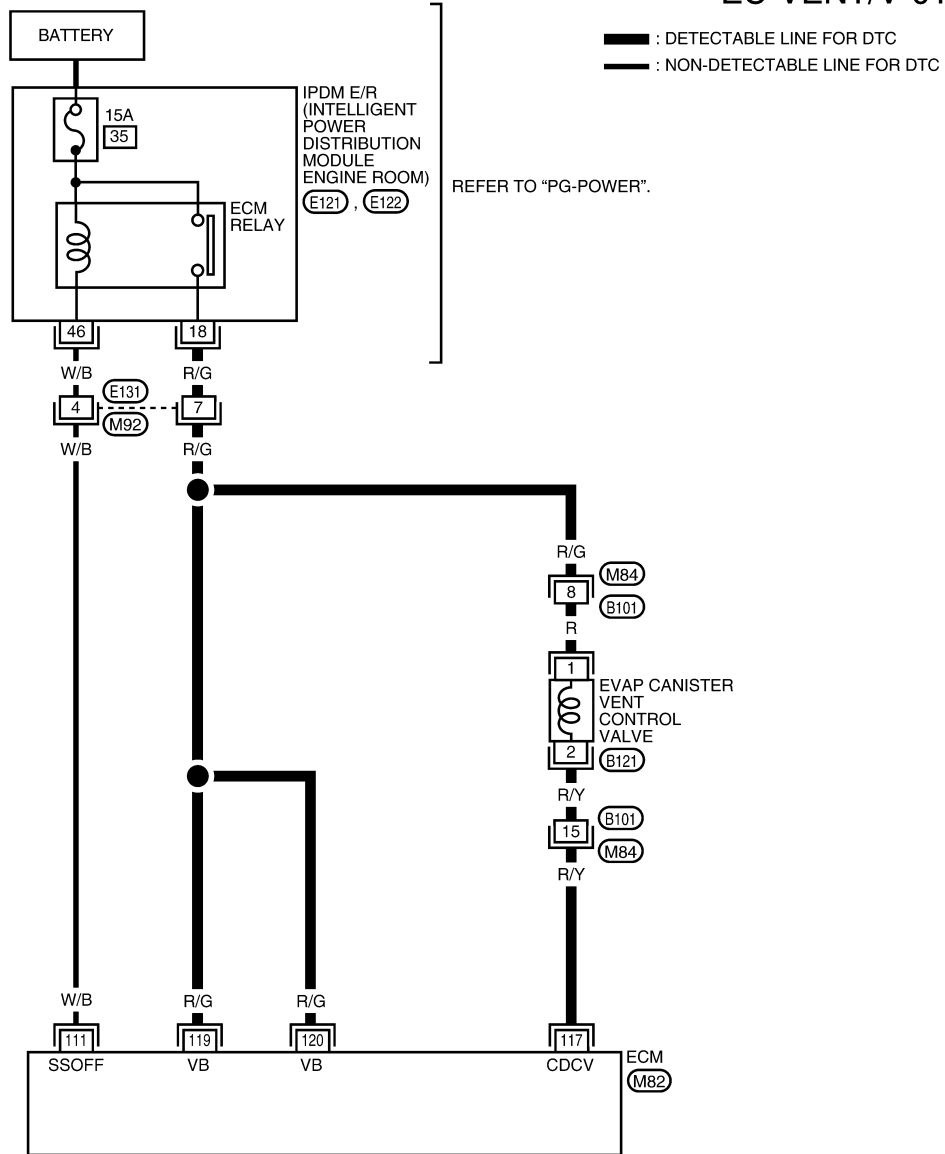 BATTERY
: DETECTABLE LINE FOR DTC
: NON-DETECTABLE LINE FOR DTC
IPDM E/R
(INTELLIGENT
POWER
DISTRIBUTION
MODULE
ENGINE ROOM)
E121 , E122
15A
35
REFER TO “PG-POWER”.
ECM
RELAY
46
18
W/B
R/G
E131
4
7
M92
W/B
R/G
R/G
M84
8
B101
R
1
EVAP CANISTER
VENT
CONTROL
VALVE
2
B121
R/Y
B101
15
M84
R/Y
W/B
R/G
R/G
111
119
120
117
SSOFF
VB
VB
CDCV
ECM
M82